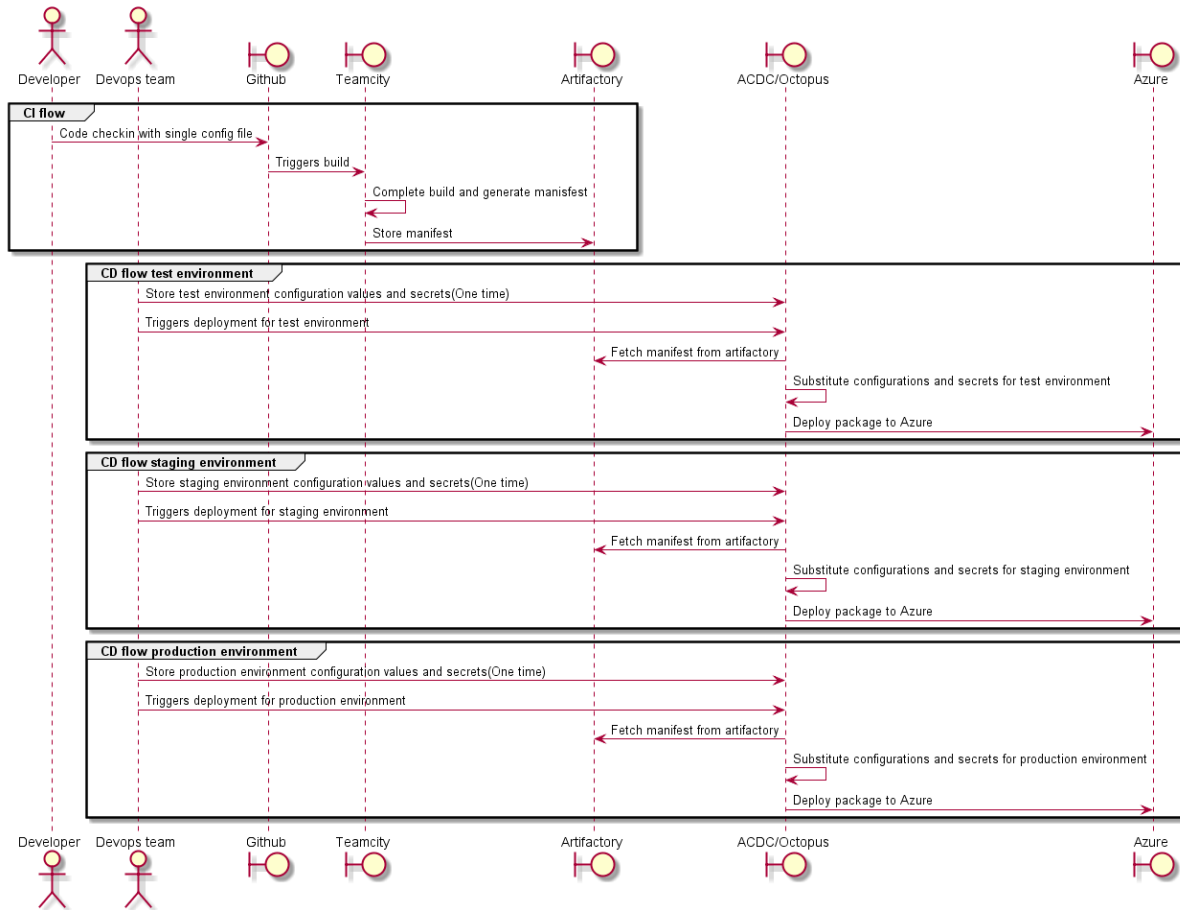 Developer
Devops team
Github
Teamcity
Artifactory
ACDC/Octopus
Azure
CI flow
Code checkin with single config file
Triggers build
Complete build and generate manisfest
Store manifest
CD flow test environment
Store test environment configuration values and secrets(One time)
Triggers deployment for test environment
Fetch manifest from artifactory
Substitute configurations and secrets for test environment
Deploy package to Azure
CD flow staging environment
Store staging environment configuration values and secrets(One time)
Triggers deployment for staging environment
Fetch manifest from artifactory
Substitute configurations and secrets for staging environment
Deploy package to Azure
CD flow production environment
Store production environment configuration values and secrets(One time)
Triggers deployment for production environment
Fetch manifest from artifactory
Substitute configurations and secrets for production environment
Deploy package to Azure
Developer
Devops team
Github
Teamcity
Artifactory
ACDC/Octopus
Azure